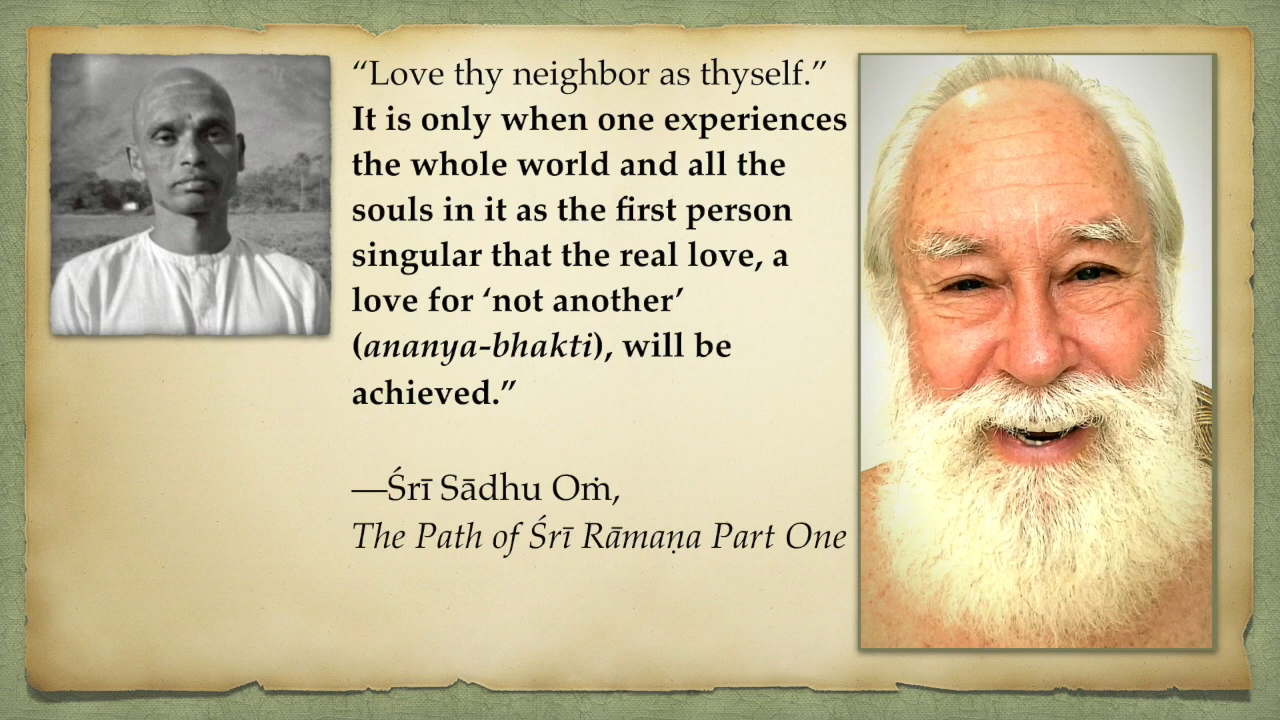 “Love thy neighbor as thyself.”
It is only when one experiences
the whole world and all the
souls in it as the first person
singular that the real love, a
love for ‘not another’
(ananya-bhakti), will be
achieved.”
—Śrī Sādhu Oṁ,
The Path of Śrī Rāmaṇa Part One